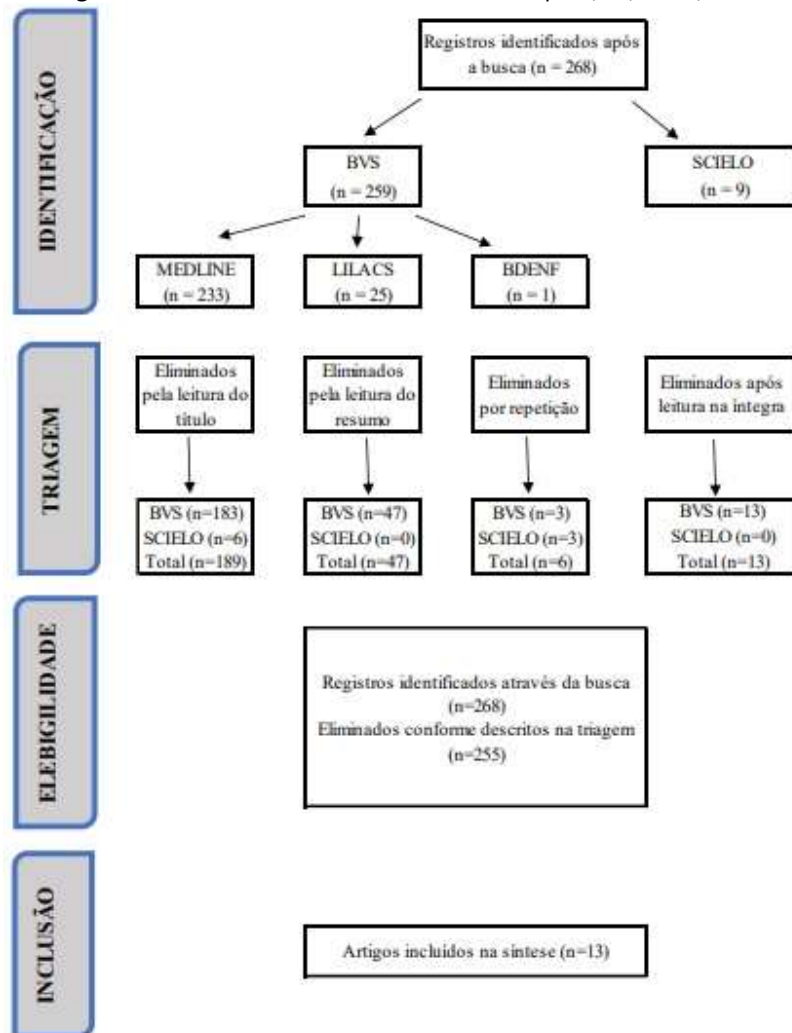 IDENTIFICAÇÃO
Registros identificados após
a busca (n = 268)
BVS
(n = 259)
SCIELO
(n = 9)
MEDLINE
(n = 233)
LILACS
(n = 25)
BDENF
(n = 1)
TRIAGEM
Eliminados
pela leitura do
título
Eliminados
pela leitura do
resumo
Eliminados
por repetição
Eliminados após
leitura na íntegra
BVS (n=183)
SCIELO (n=6)
Total (n=189)
BVS (n=47)
SCIELO (n=0)
Total (n=47)
BVS (n=3)
SCIELO (n=3)
Total (n=6)
BVS (n=13)
SCIELO (n=0)
Total (n=13)
ELEBIGILIDADE
Registros identificados através da busca
(n=268)
Eliminados conforme descritos na triagem
(n=255)
INCLUSÃO
Artigos incluídos na síntese (n=13)